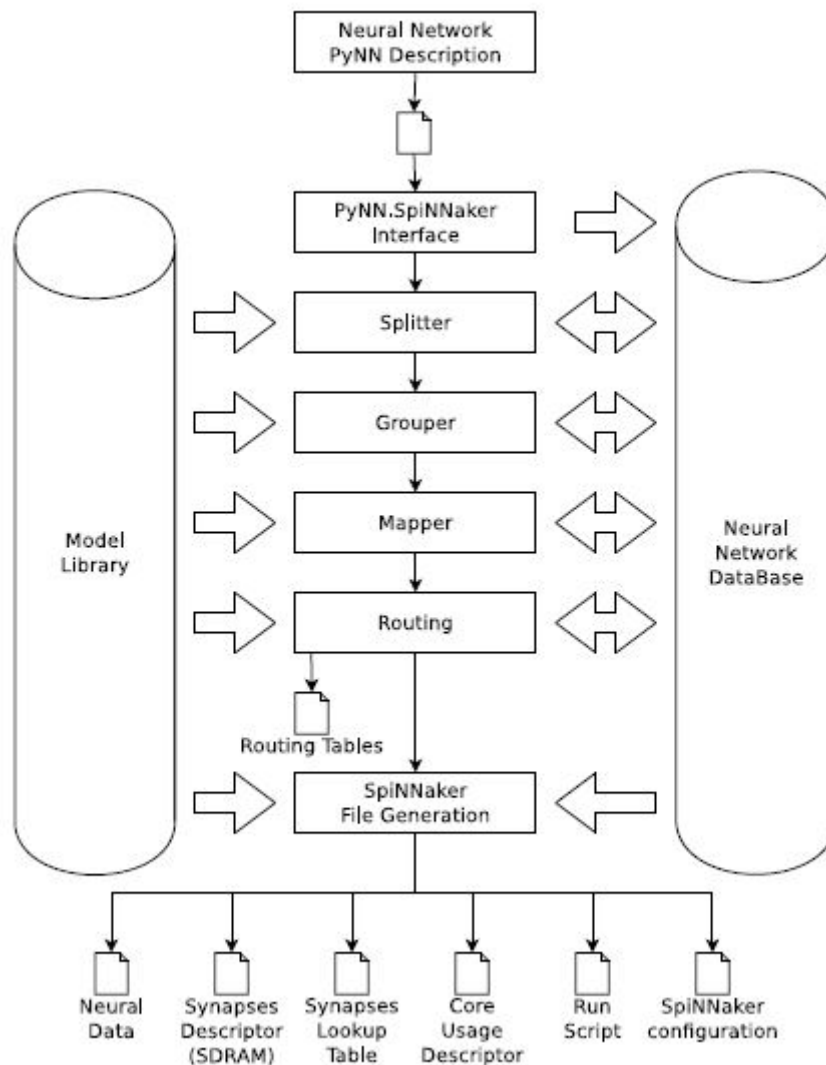 Neural Network
PyNN Description
PyNN.SpiNNaker
Interface
Splitter
Grouper
Mapper
Routing
Model
Library
Neural
Network
DataBase
Routing Tables
SpiNNaker
File Generation
Neural
Data
Synapses
Descriptor
(SDRAM)
Synapses
Lookup
Table
Core
Usage
Descriptor
Run
Script
SpiNNaker
configuration